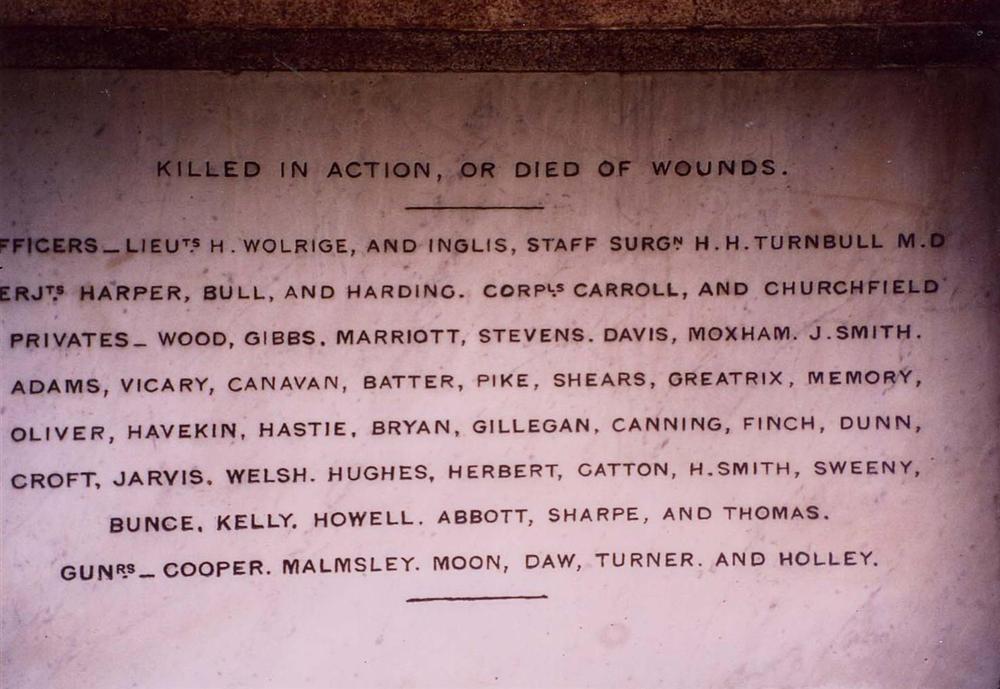 KILLED IN ACTION, OR DIED OF WOUNDS.
FFICERS_LIEUTS H. WOLRIGE, AND INGLIS, STAFF SURGN H.H. TURNBULL M.D
ERJTS HARPER, BULL, AND HARDING. CORPLS CARROLL, AND CHURCHFIELD
PRIVATES_ WOOD, GIBBS. MARRIOTT, STEVENS. DAVIS, MOXHAM. J. SMITH.
ADAMS, VICARY, CANAVAN, BATTER, PIKE, SHEARS, GREATRIX, MEMORY,
OLIVER, HAVEKIN, HASTIE, BRYAN, GILLEGAN, CANNING, FINCH, DUNN,
CROFT, JARVIS. WELSH. HUGHES, HERBERT, CATTON, H. SMITH, SWEENY,
BUNCE, KELLY, HOWELL. ABBOTT, SHARPE, AND THOMAS.
GUNRS_ COOPER. MALMSLEY. MOON, DAW, TURNER. AND HOLLEY.